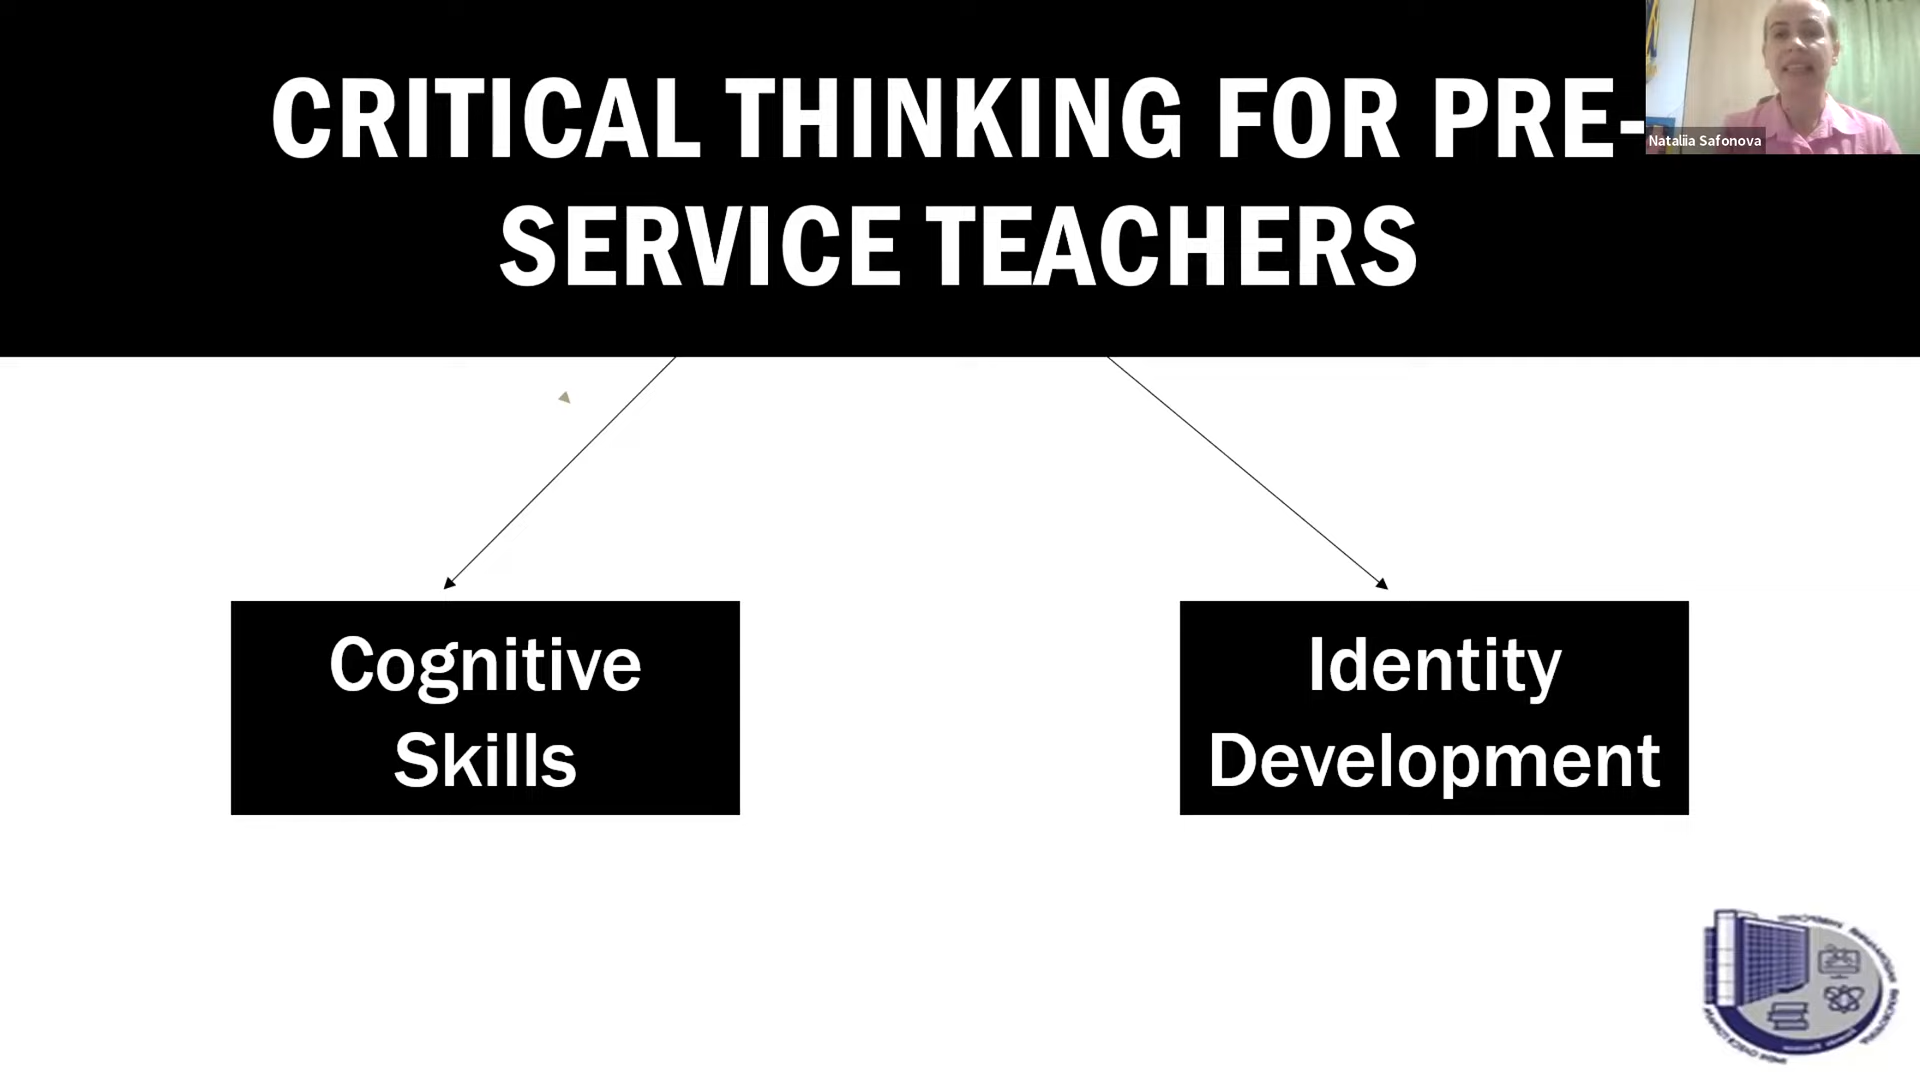 CRITICAL THINKING FOR PRE-
SERVICE TEACHERS
Nataliia Safonova
Cognitive
Skills
Identity
Development